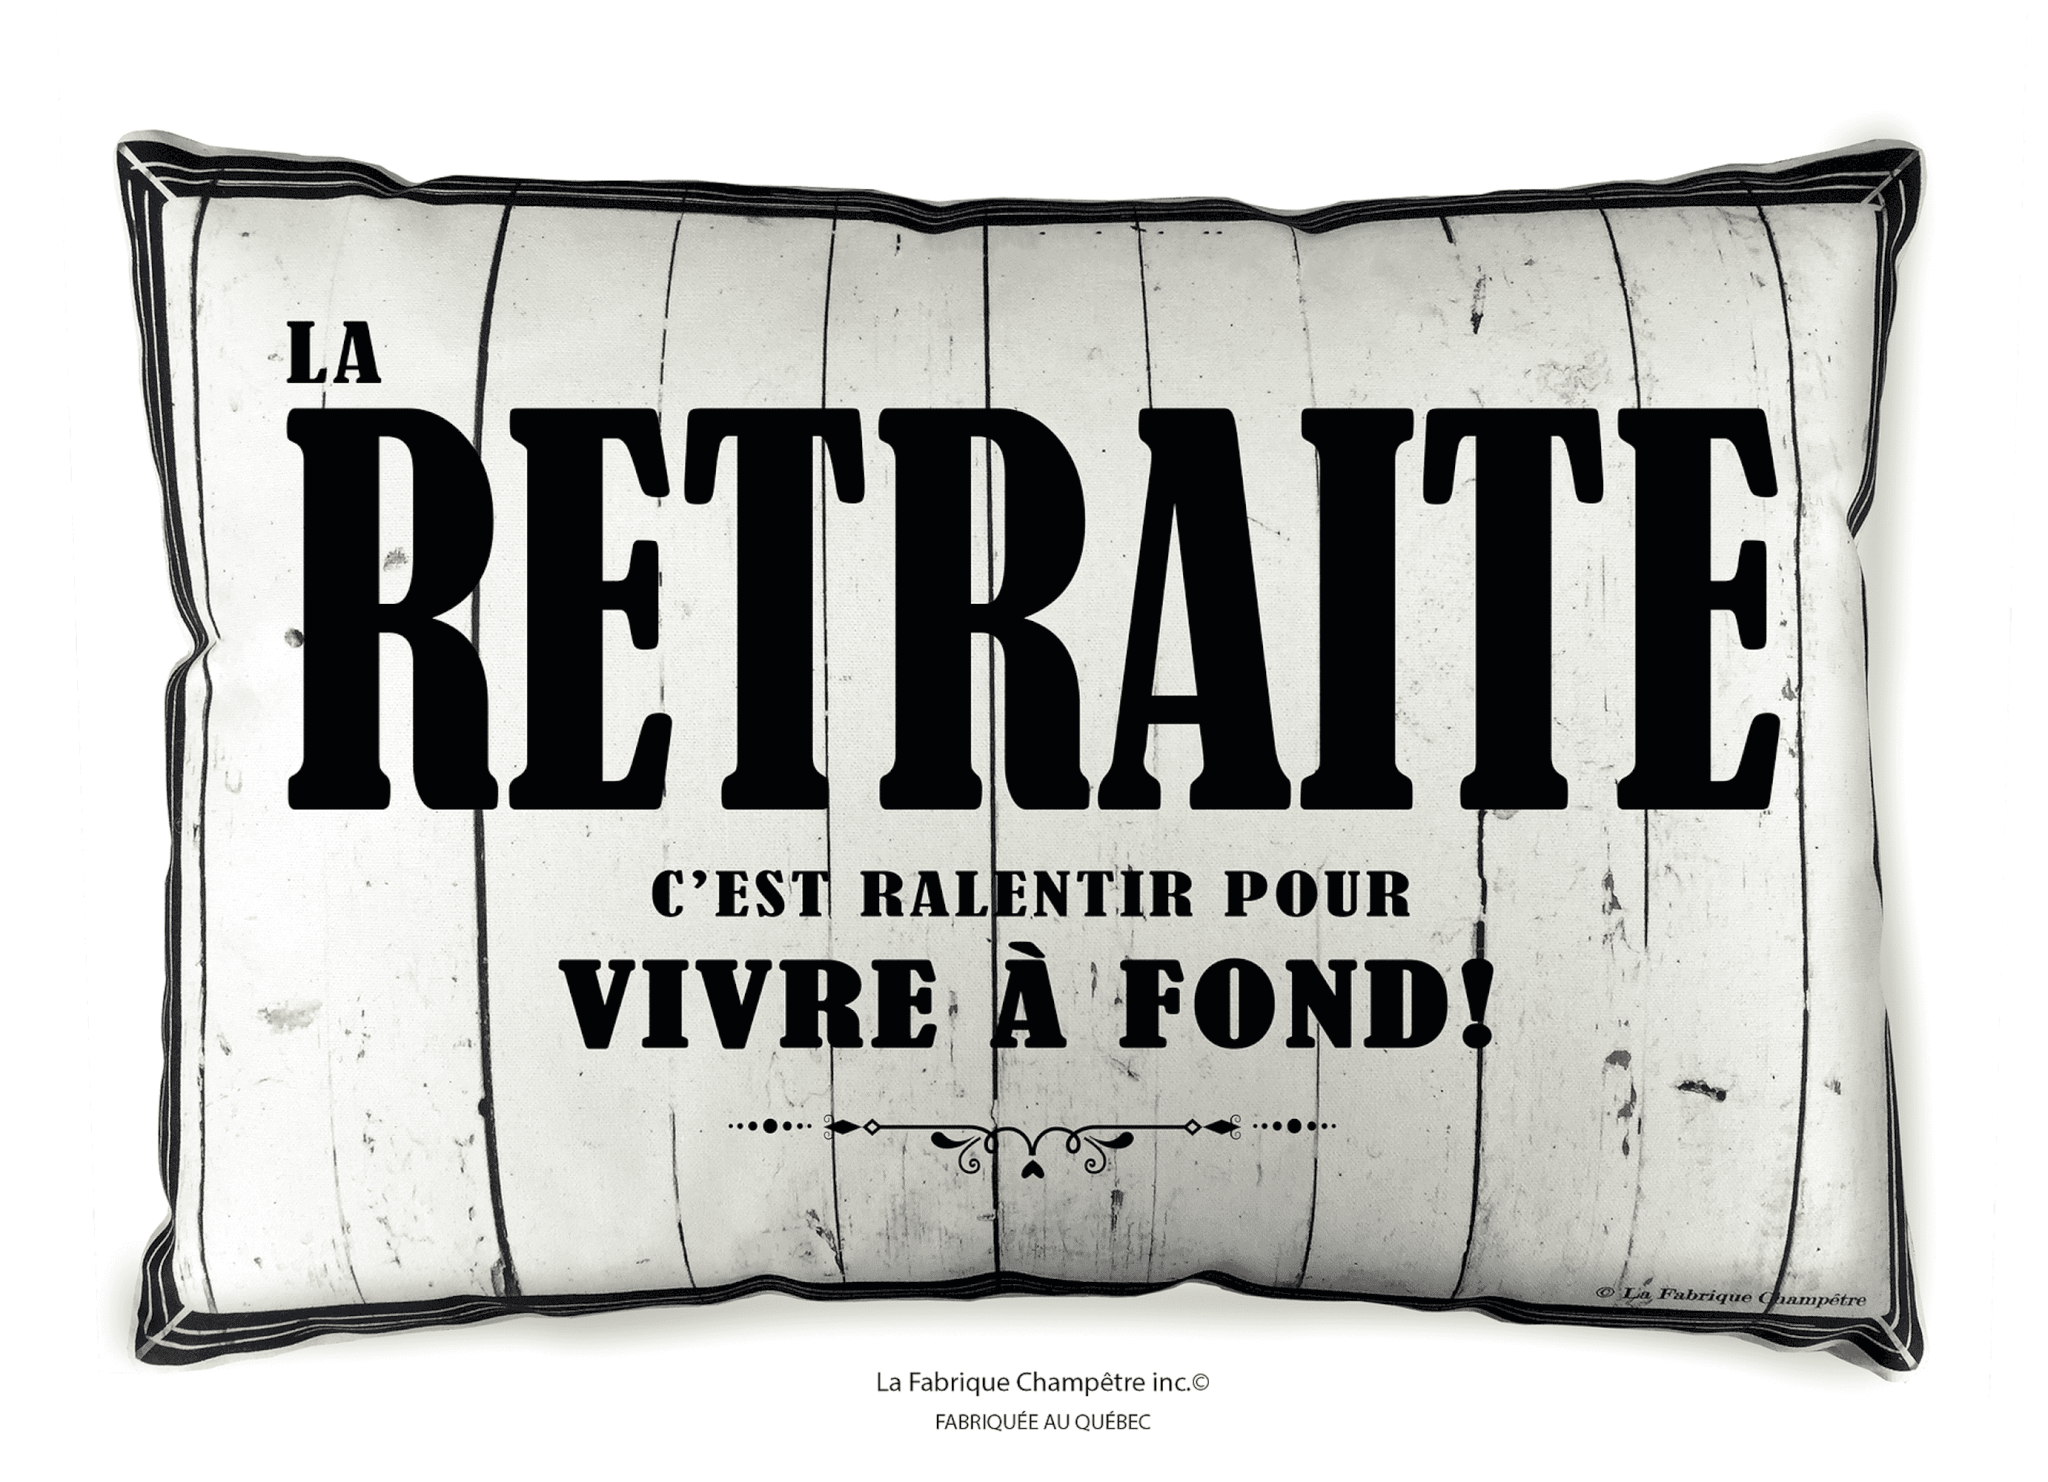 LA
RETRAITE
C'EST RALENTIR POUR
VIVRE À FOND!
© La Fabrique Champêtre
La Fabrique Champêtre inc.©
FABRIQUÉE AU QUÉBEC